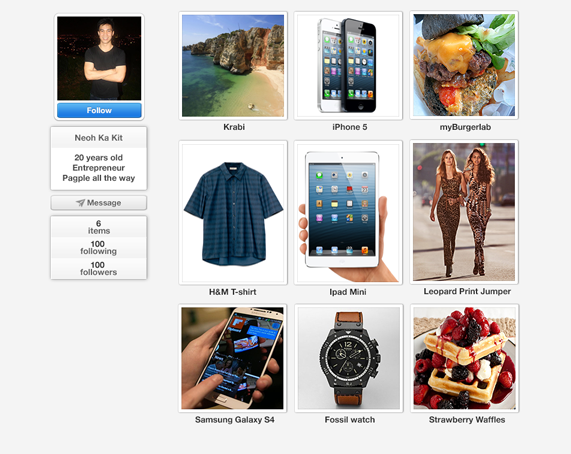 Follow
Neoh Ka Kit
20 years old
Entrepreneur
Pagple all the way
Message
6
items
100
following
100
followers
Krabi
iPhone 5
myBurgerlab
H&M T-shirt
Ipad Mini
Leopard Print Jumper
Samsung Galaxy S4
Fossil watch
Strawberry Waffles